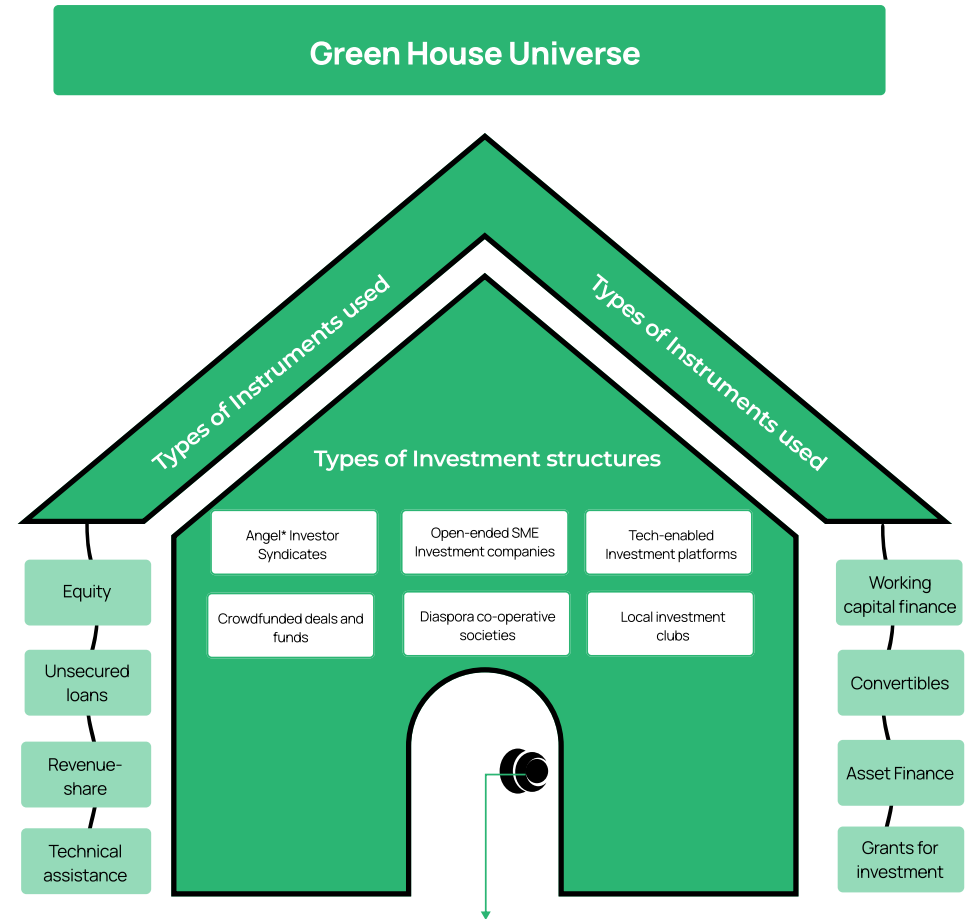 Green House Universe
Types of Instruments used
Types of Instruments used
Types of Investment structures
Angel* Investor
Syndicates
Open-ended SME
Investment companies
Tech-enabled
Investment platforms
Crowdfunded deals and
funds
Diaspora co-operative
societies
Local investment
clubs
Equity
Unsecured
loans
Revenue-
share
Technical
assistance
Working
capital finance
Convertibles
Asset Finance
Grants for
investment